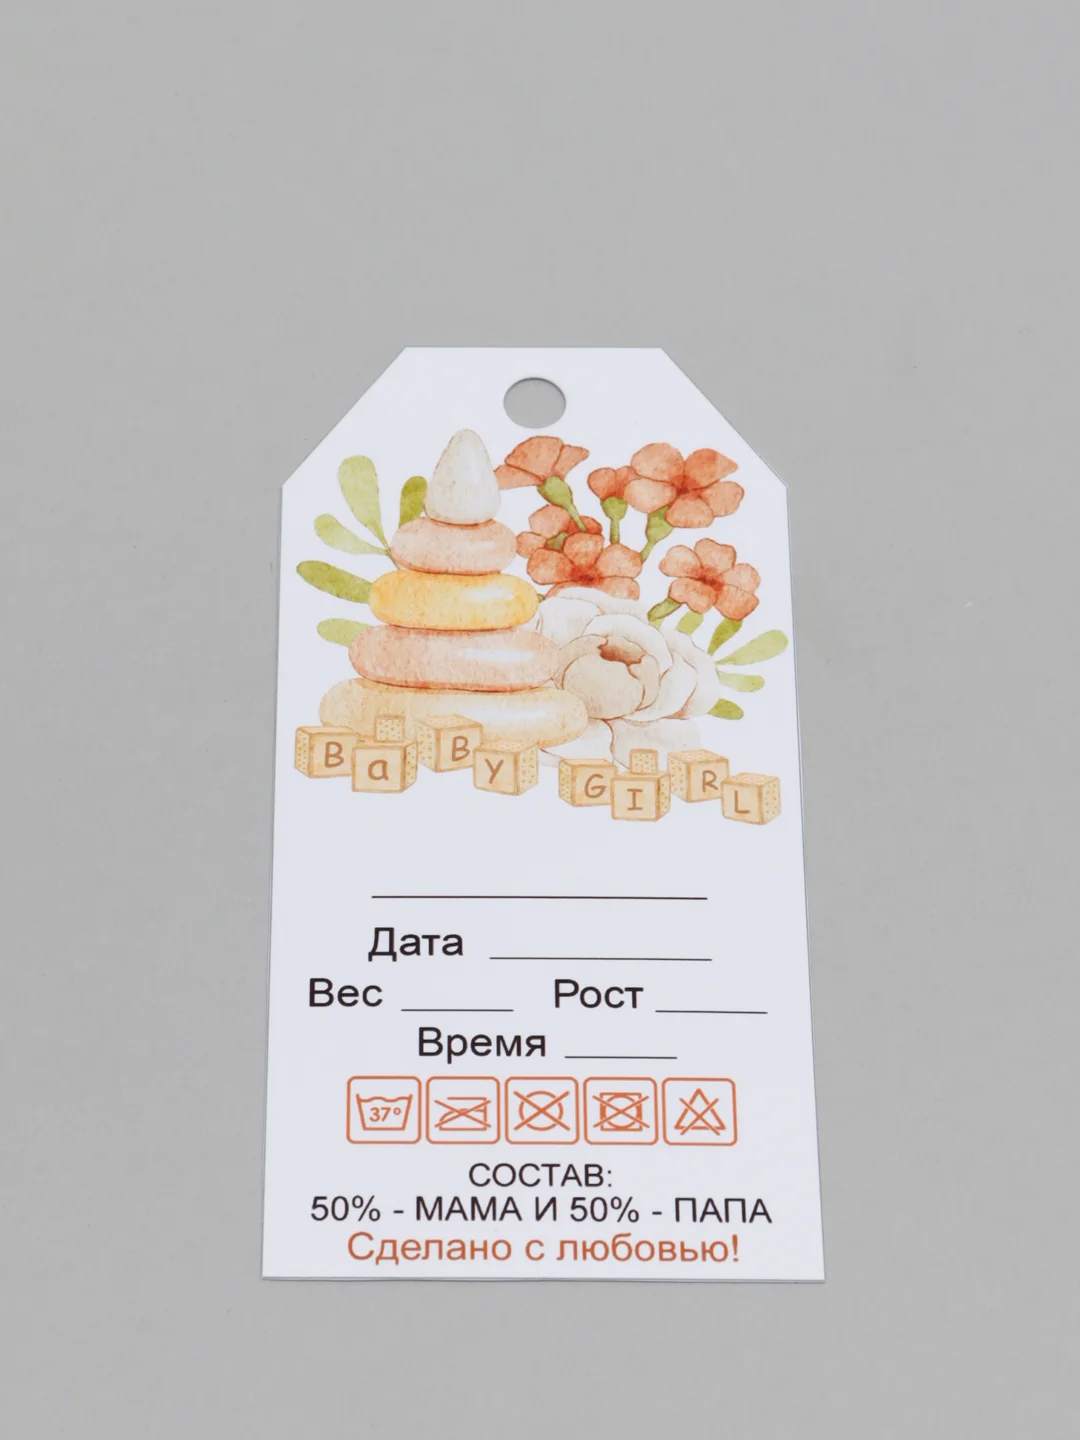 BaBY GIRL
Дата
Вес Рост
Время
37°
СОСТАВ:
50% - МАМА И 50% - ПАПА
Сделано с любовью!